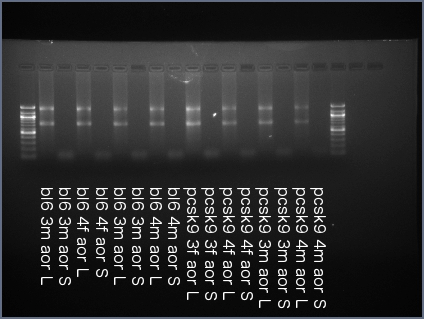 bl6 3m aor L
bl6 3m aor S
bl6 4f aor L
bl6 4f aor S
bl6 3m aor L
bl6 3m aor S
bl6 4m aor L
bl6 4m aor S
pcsk9 3f aor L
pcsk9 3f aor S
pcsk9 4f aor L
pcsk9 4f aor S
pcsk9 3m aor L
pcsk9 3m aor S
pcsk9 4m aor L
pcsk9 4m aor S